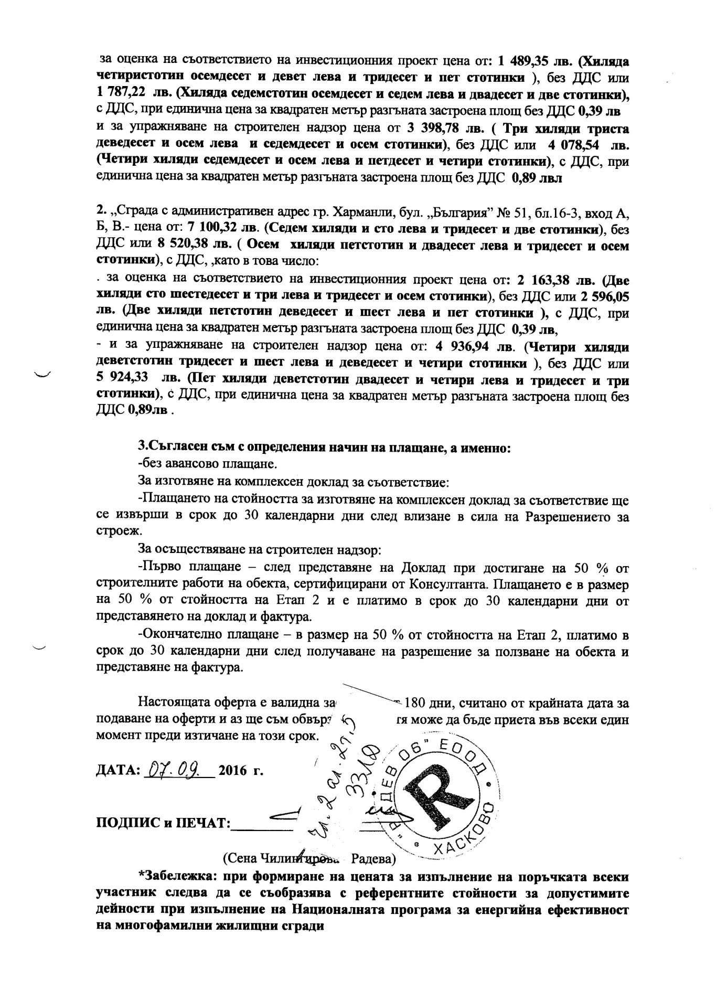 за оценка на съответствието на инвестиционния проект цена от: 1 489,35 лв. (Хиляда
четиристотин осемдесет и девет лева и тридесет и пет стотинки ), без ДДС или
1 787,22 лв. (Хиляда седемстотин осемдесет и седем лева и двадесет и две стотинки),
с ДДС, при единична цена за квадратен метър разгъната застроена площ без ДДС 0,39 лв
и за упражняване на строителен надзор цена от 3 398,78 лв. ( Три хиляди триста
деведесет и осем лева и седемдесет и осем стотинки), без ДДС или 4 078,54 лв.
(Четири хиляди седемдесет и осем лева и петдесет и четири стотинки), с ДДС, при
единична цена за квадратен метър разгъната застроена площ без ДДС 0,89 лвл
2. „Сграда с административен адрес гр. Харманли, бул. „България” № 51, бл.16-3, вход А,
Б, В.- цена от: 7 100,32 лв. (Седем хиляди и сто лева и тридесет и две стотинки), без
ДДС или 8 520,38 лв. ( Осем хиляди петстотин и двадесет лева и тридесет и осем
стотинки), с ДДС, ,като в това число:
. за оценка на съответствието на инвестиционния проект цена от: 2 163,38 лв. (Две
хиляди сто шестедесет и три лева и тридесет и осем стотинки), без ДДС или 2 596,05
лв. (Две хиляди петстотин деведесет и шест лева и пет стотинки ), с ДДС, при
единична цена за квадратен метър разгъната застроена площ без ДДС 0,39 лв,
- и за упражняване на строителен надзор цена от: 4 936,94 лв. (Четири хиляди
деветстотин тридесет и шест лева и деведесет и четири стотинки ), без ДДС или
5 924,33 лв. (Пет хиляди деветстотин двадесет и четири лева и тридесет и три
стотинки), с ДДС, при единична цена за квадратен метър разгъната застроена площ без
ДДС 0,89лв .
3.Съгласен съм с определения начин на плащане, а именно:
-без авансово плащане.
За изготвяне на комплексен доклад за съответствие:
-Плащането на стойността за изготвяне на комплексен доклад за съответствие ще
се извърши в срок до 30 календарни дни след влизане в сила на Разрешението за
строеж.
За осъществяване на строителен надзор:
-Първо плащане – след представяне на Доклад при достигане на 50 % от
строителните работи на обекта, сертифицирани от Консултанта. Плащането е в размер
на 50 % от стойността на Етап 2 и е платимо в срок до 30 календарни дни от
представянето на доклад и фактура.
-Окончателно плащане – в размер на 50 % от стойността на Етап 2, платимо в
срок до 30 календарни дни след получаване на разрешение за ползване на обекта и
представяне на фактура.
Настоящата оферта е валидна за 180 дни, считано от крайната дата за
подаване на оферти и аз ще съм обвърз тя може да бъде приета във всеки един
момент преди изтичане на този срок.
чл. 2 ал. 2т.5
ЗЗЛД
ДАТА: 07.09. 2016 г.
„РАДЕВ 06" ЕООД • ХАСКОВО •
R
ПОДПИС и ПЕЧАТ:
(Сена Чилингирова Радева)
*Забележка: при формиране на цената за изпълнение на поръчката всеки
участник следва да се съобразява с референтните стойности за допустимите
дейности при изпълнение на Националната програма за енергийна ефективност
на многофамилни жилищни сгради